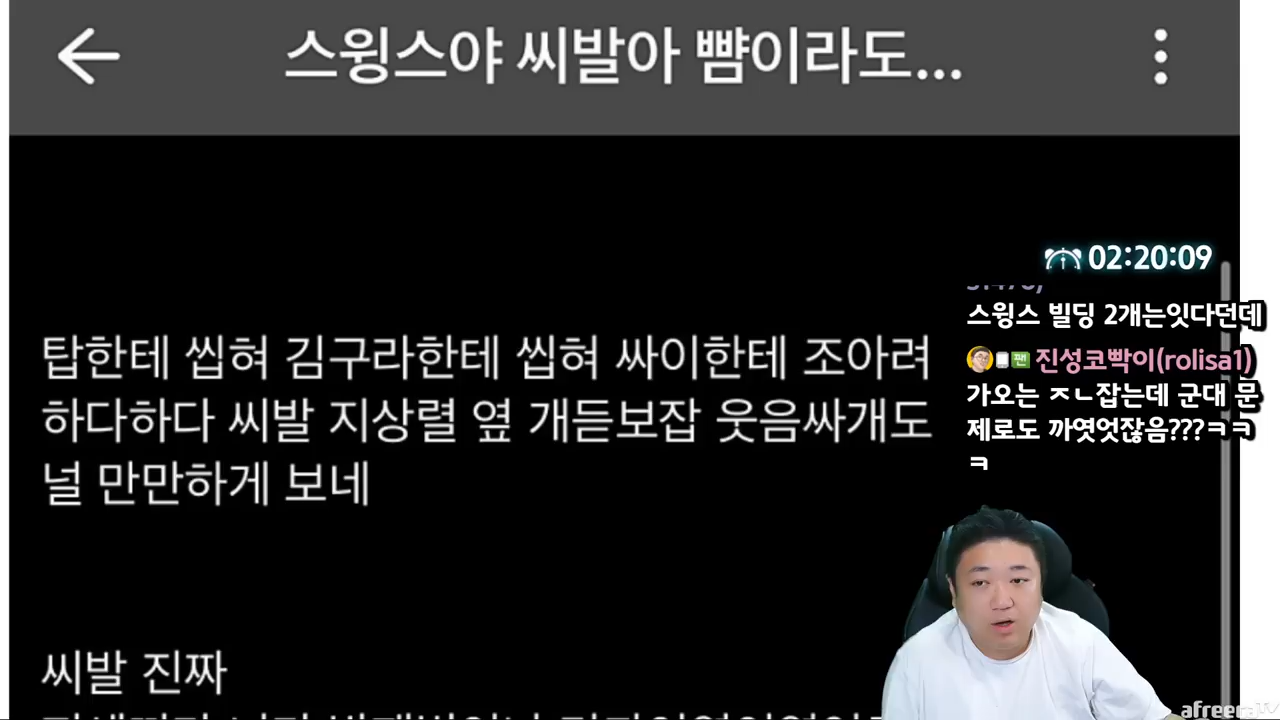 스윙스야 씨발아 뺨이라도...
탑한테 씹혀 김구라한테 씹혀 싸이한테 조아려
하다하다 씨발 지상렬 옆 개듣보잡 웃음싸개도
널 만만하게 보네
씨발 진짜
02:20:09
스윙스 빌딩 2개는잇다던데
짼! 진성코빡이(rolisa1)
가오는 ㅈㄴ잡는데 군대 문
제로도 까엿엇잖음???ㅋㅋ
ㅋ
afreecaTV